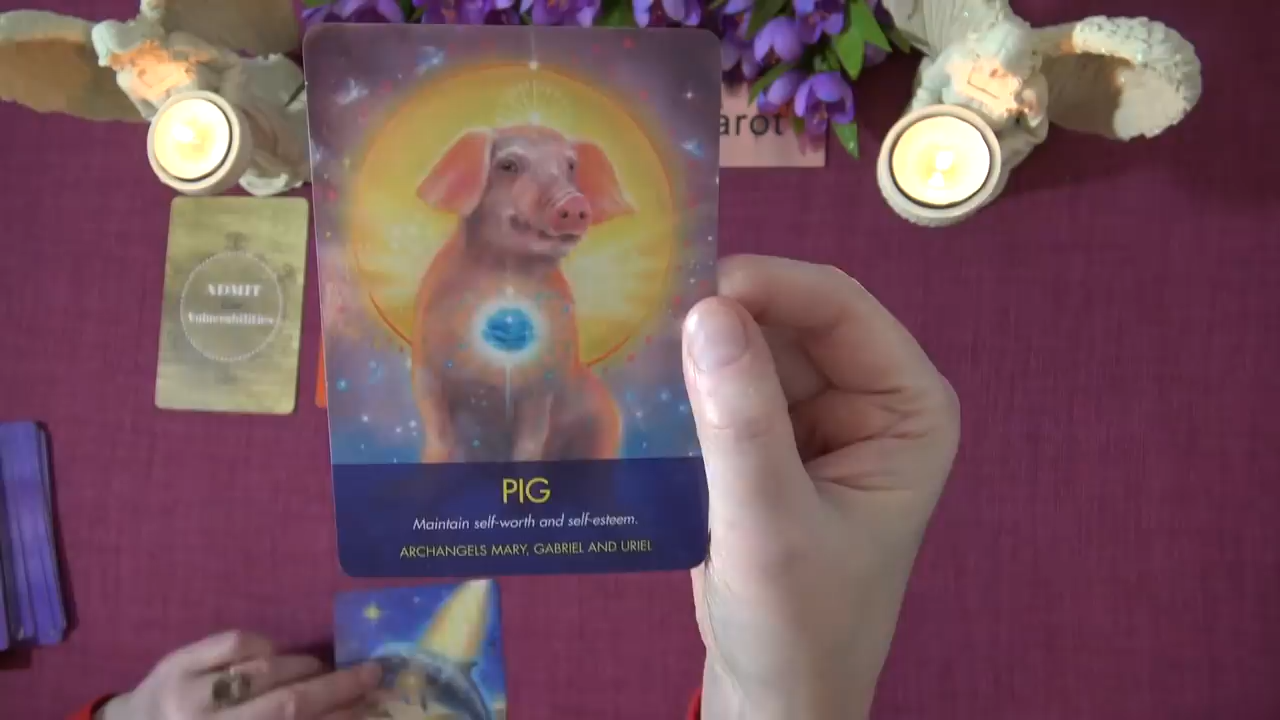 arot
ADMIT
Vulnerabilities
PIG
Maintain self-worth and self-esteem.
ARCHANGELS MARY, GABRIEL AND URIEL